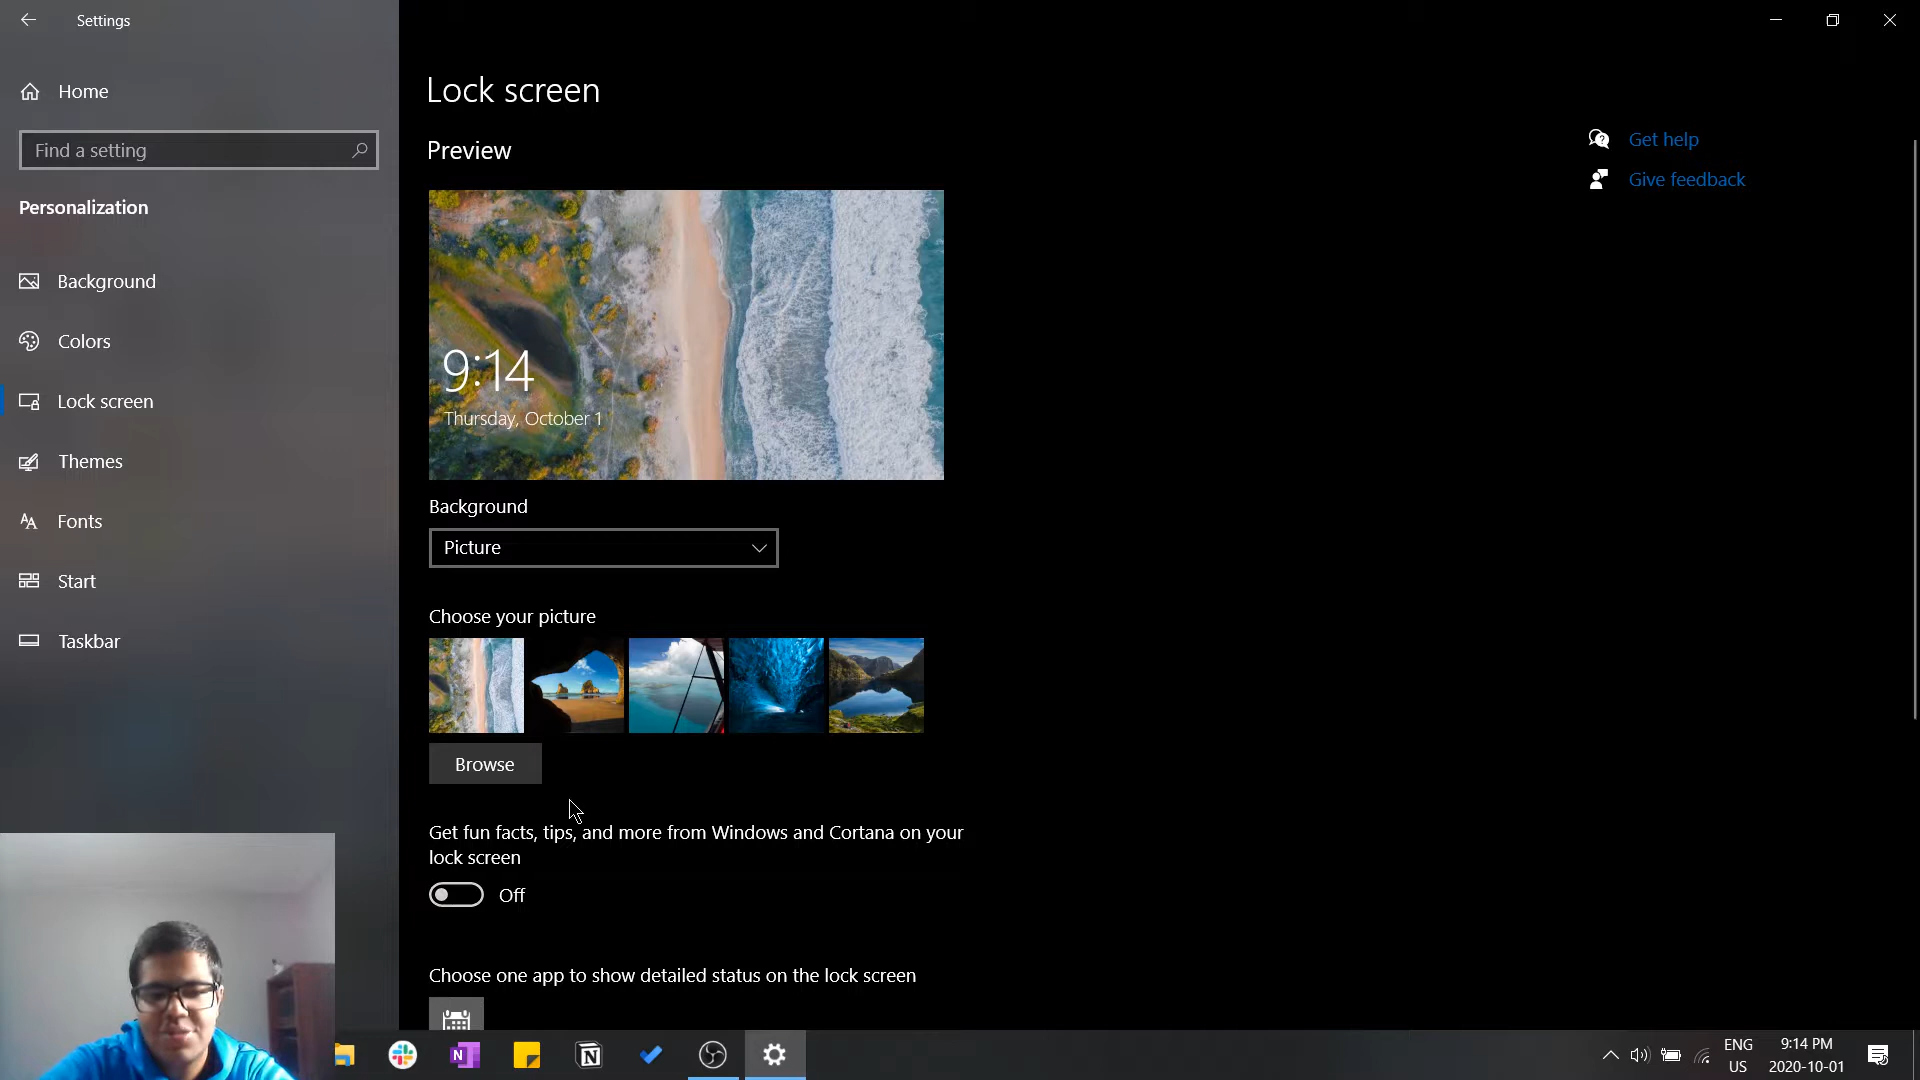 Settings
Home
Find a setting
Personalization
Background
Colors
Lock screen
Themes
Fonts
Start
Taskbar
Lock screen
Preview
9:14
Thursday, October 1
Background
Picture
Choose your picture
Browse
Get fun facts, tips, and more from Windows and Cortana on your
lock screen
Off
Choose one app to show detailed status on the lock screen
Get help
Give feedback
N
N
ENG
US
9:14 PM
2020-10-01